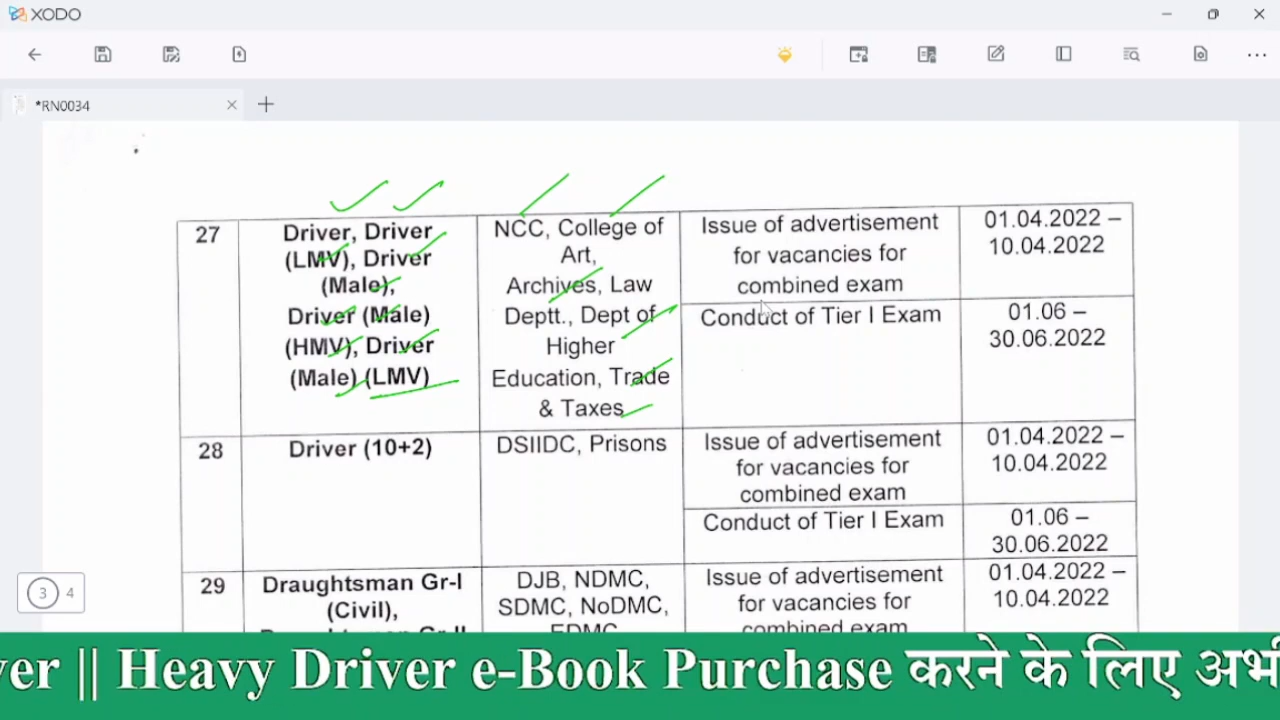 XODO
*RN0034
27
Driver, Driver
(LMV), Driver
(Male),
Driver (Male)
(HMV), Driver
(Male) (LMV)
NCC, College of
Art,
Archives, Law
Deptt., Dept of
Higher
Education, Trade
& Taxes
Issue of advertisement
for vacancies for
combined exam
01.04.2022 –
10.04.2022
Conduct of Tier I Exam
01.06 –
30.06.2022
28
Driver (10+2)
DSIIDC, Prisons
Issue of advertisement
for vacancies for
combined exam
01.04.2022 –
10.04.2022
Conduct of Tier I Exam
01.06 –
30.06.2022
29
Draughtsman Gr-I
(Civil),
DJB, NDMC,
SDMC, NoDMC,
EDMC
Issue of advertisement
for vacancies for
combined exam
01.04.2022 –
10.04.2022
3 4
ver || Heavy Driver e-Book Purchase करने के लिए अभी